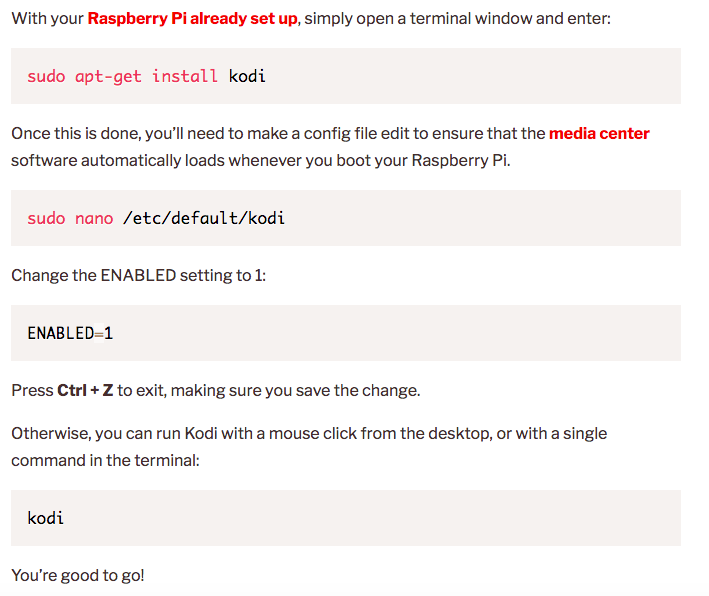 With your Raspberry Pi already set up, simply open a terminal window and enter:
sudo apt-get install kodi
Once this is done, you’ll need to make a config file edit to ensure that the media center
software automatically loads whenever you boot your Raspberry Pi.
sudo nano /etc/default/kodi
Change the ENABLED setting to 1:
ENABLED=1
Press Ctrl + Z to exit, making sure you save the change.
Otherwise, you can run Kodi with a mouse click from the desktop, or with a single
command in the terminal:
kodi
You’re good to go!